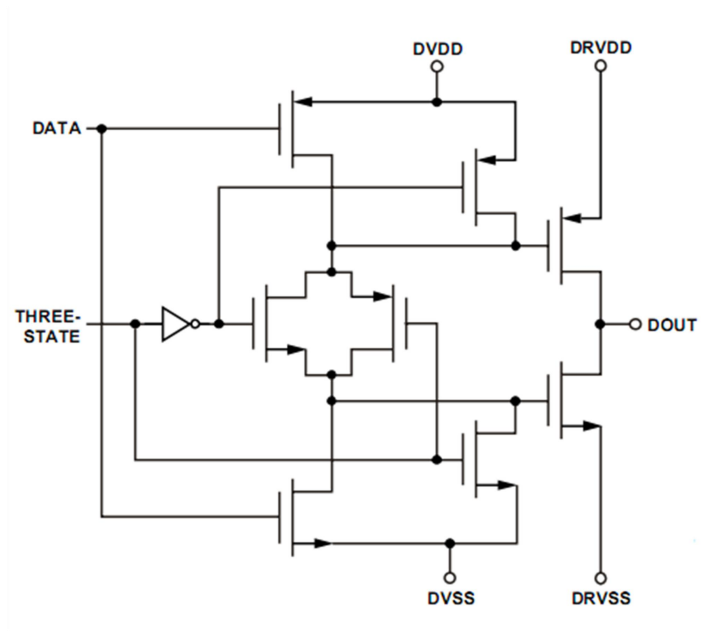 DVDD
DRVDD
DATA
THREE-
STATE
DOUT
DVSS
DRVSS